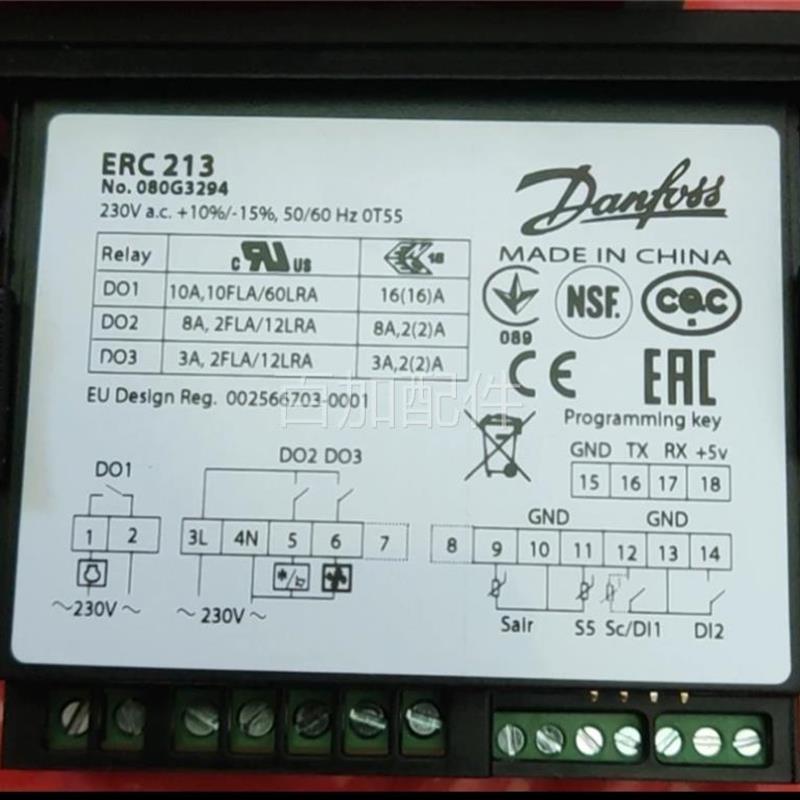 ERC 213
No. 080G3294
230V a.c. +10%/-15%, 50/60 Hz 0T55
Danfoss
MADE IN CHINA
Relay c RU US 16
DO1 10A,10FLA/60LRA 16(16)A
DO2 8A, 2FLA/12LRA 8A,2(2)A
DO3 3A, 2FLA/12LRA 3A,2(2)A
089
NSF.
CQC
CE
EAC
EU Design Reg. 002566703-0001
百加配件
Programming key
GND TX RX +5v
15 16 17 18
DO1
DO2 DO3
GND GND
1 2 3L 4N 5 6 7 8 9 10 11 12 13 14
~230V~
~230V~
Sair S5 Sc/DI1 DI2